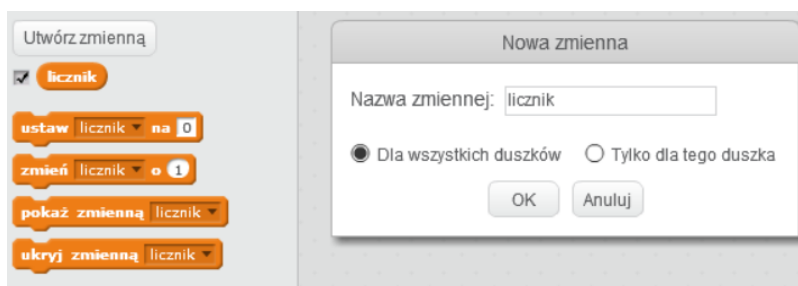 Utwórz zmienną
licznik
ustaw licznik na 0
zmień licznik o 1
pokaż zmienną licznik
ukryj zmienną licznik
Nowa zmienna
Nazwa zmiennej: licznik
Dla wszystkich duszków Tylko dla tego duszka
OK Anuluj